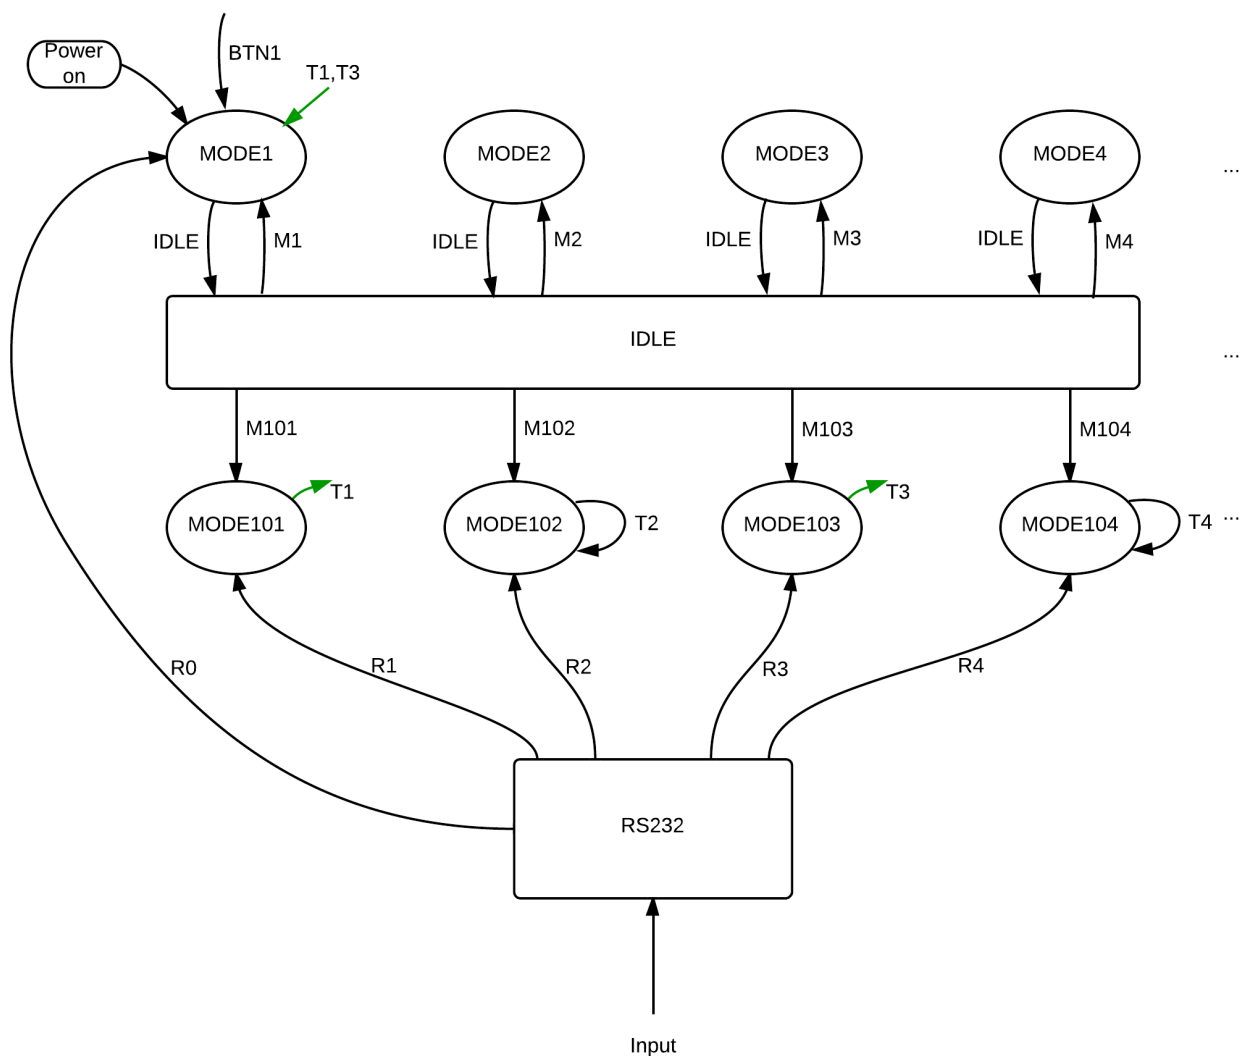 Power
on
BTN1
T1,T3
MODE1
MODE2
MODE3
MODE4
...
IDLE
M1
IDLE
M2
IDLE
M3
IDLE
M4
IDLE
...
M101
M102
M103
M104
T1
T3
MODE101
MODE102
T2
MODE103
MODE104
T4
...
R0
R1
R2
R3
R4
RS232
Input